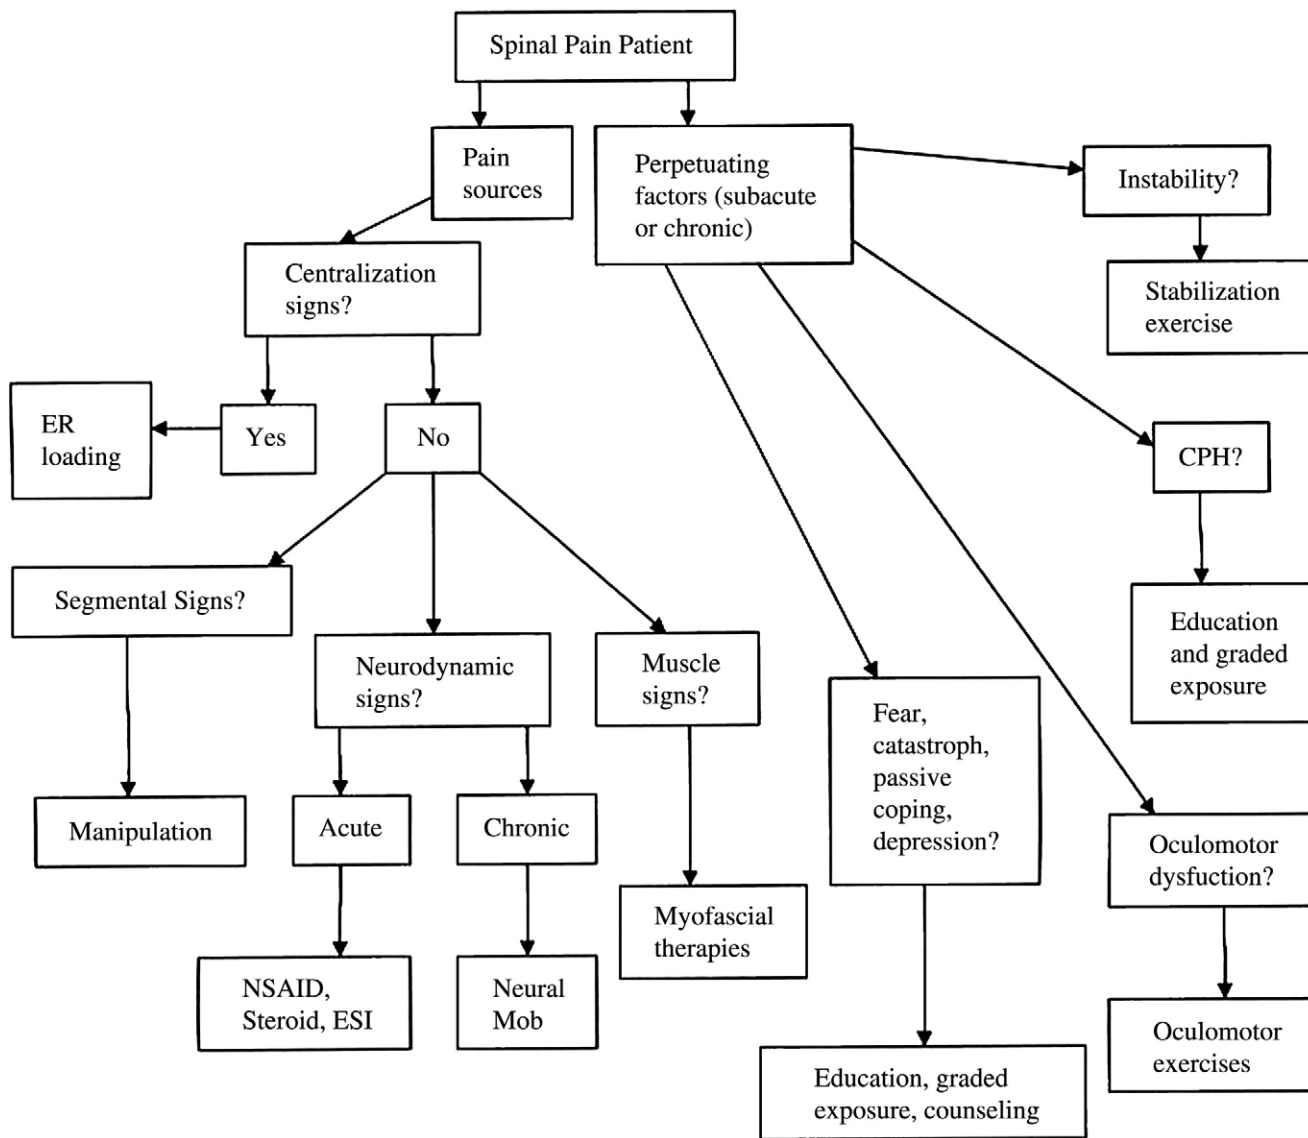 Spinal Pain Patient
Pain
sources
Perpetuating
factors (subacute
or chronic)
Instability?
Stabilization
exercise
Centralization
signs?
ER
loading
Yes
No
CPH?
Education
and graded
exposure
Segmental Signs?
Neurodynamic
signs?
Muscle
signs?
Fear,
catastroph,
passive
coping,
depression?
Manipulation
Acute
Chronic
Oculomotor
dysfuction?
Myofascial
therapies
NSAID,
Steroid, ESI
Neural
Mob
Oculomotor
exercises
Education, graded
exposure, counseling